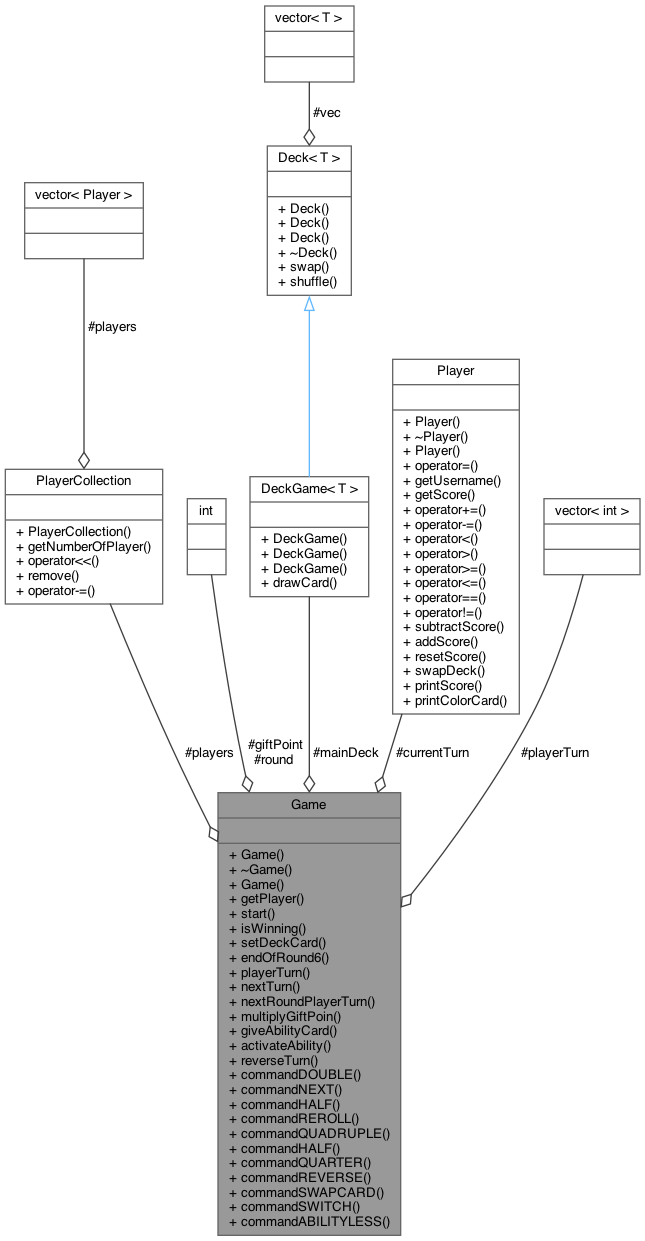 vector< T >
#vec
Deck< T >
+ Deck()
+ Deck()
+ Deck()
+ ~Deck()
+ swap()
+ shuffle()
vector< Player >
#players
PlayerCollection
+ PlayerCollection()
+ getNumberOfPlayer()
+ operator<<()
+ remove()
+ operator-=()
int
DeckGame< T >
+ DeckGame()
+ DeckGame()
+ DeckGame()
+ drawCard()
Player
+ Player()
+ ~Player()
+ Player()
+ operator=()
+ getUsername()
+ getScore()
+ operator+=()
+ operator-=()
+ operator<()
+ operator>()
+ operator>=()
+ operator<=()
+ operator==()
+ operator!=()
+ subtractScore()
+ addScore()
+ resetScore()
+ swapDeck()
+ printScore()
+ printColorCard()
vector< int >
#players
#giftPoint
#round
#mainDeck
#currentTurn
#playerTurn
Game
+ Game()
+ ~Game()
+ Game()
+ getPlayer()
+ start()
+ isWinning()
+ setDeckCard()
+ endOfRound6()
+ playerTurn()
+ nextTurn()
+ nextRoundPlayerTurn()
+ multiplyGiftPoin()
+ giveAbilityCard()
+ activateAbility()
+ reverseTurn()
+ commandDOUBLE()
+ commandNEXT()
+ commandHALF()
+ commandREROLL()
+ commandQUADRUPLE()
+ commandHALF()
+ commandQUARTER()
+ commandREVERSE()
+ commandSWAPCARD()
+ commandSWITCH()
+ commandABILITYLESS()